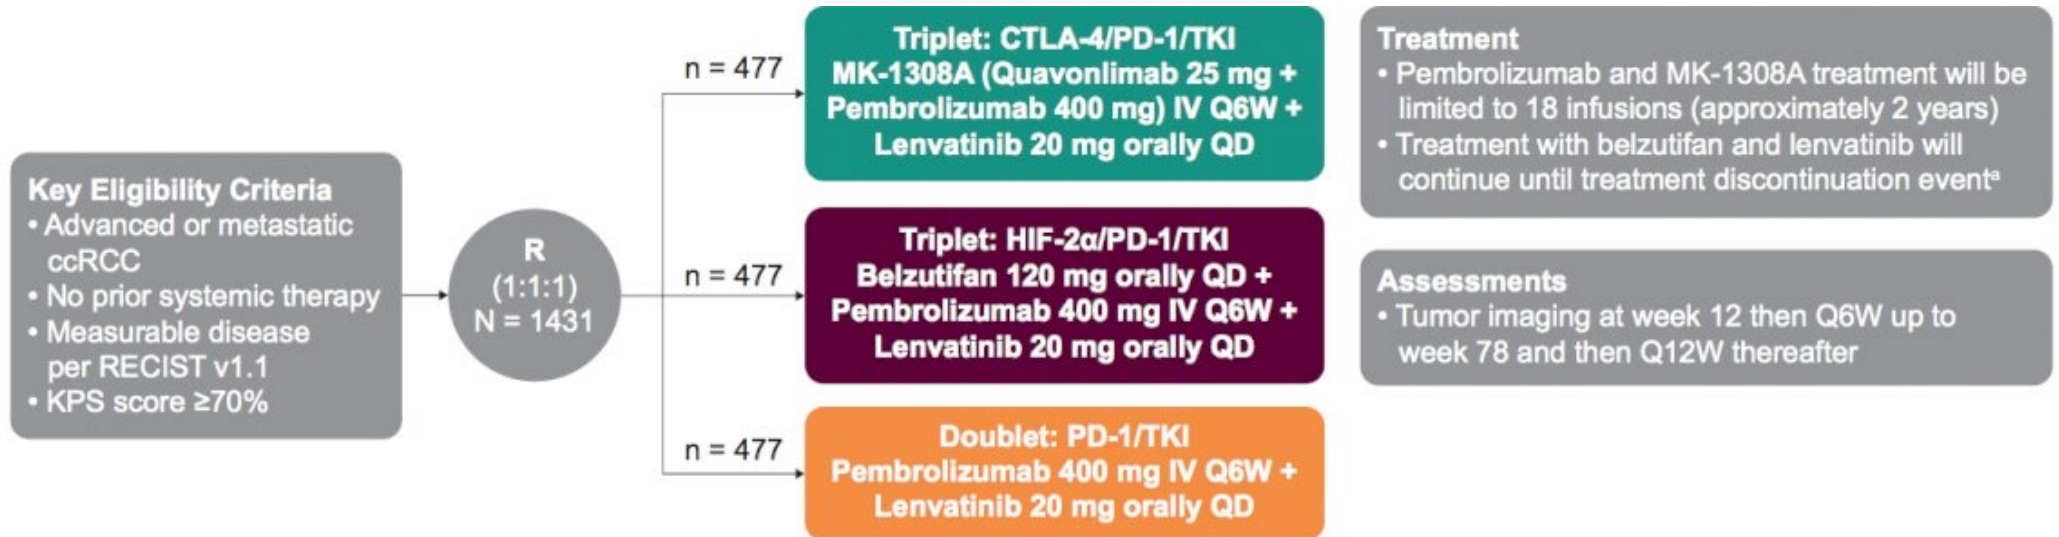 Key Eligibility Criteria
• Advanced or metastatic
ccRCC
• No prior systemic therapy
• Measurable disease
per RECIST v1.1
• KPS score ≥70%
R
(1:1:1)
N = 1431
n = 477
Triplet: CTLA-4/PD-1/TKI
MK-1308A (Quavonlimab 25 mg +
Pembrolizumab 400 mg) IV Q6W +
Lenvatinib 20 mg orally QD
n = 477
Triplet: HIF-2α/PD-1/TKI
Belzutifan 120 mg orally QD +
Pembrolizumab 400 mg IV Q6W +
Lenvatinib 20 mg orally QD
n = 477
Doublet: PD-1/TKI
Pembrolizumab 400 mg IV Q6W +
Lenvatinib 20 mg orally QD
Treatment
• Pembrolizumab and MK-1308A treatment will be
limited to 18 infusions (approximately 2 years)
• Treatment with belzutifan and lenvatinib will
continue until treatment discontinuation eventᵃ
Assessments
• Tumor imaging at week 12 then Q6W up to
week 78 and then Q12W thereafter